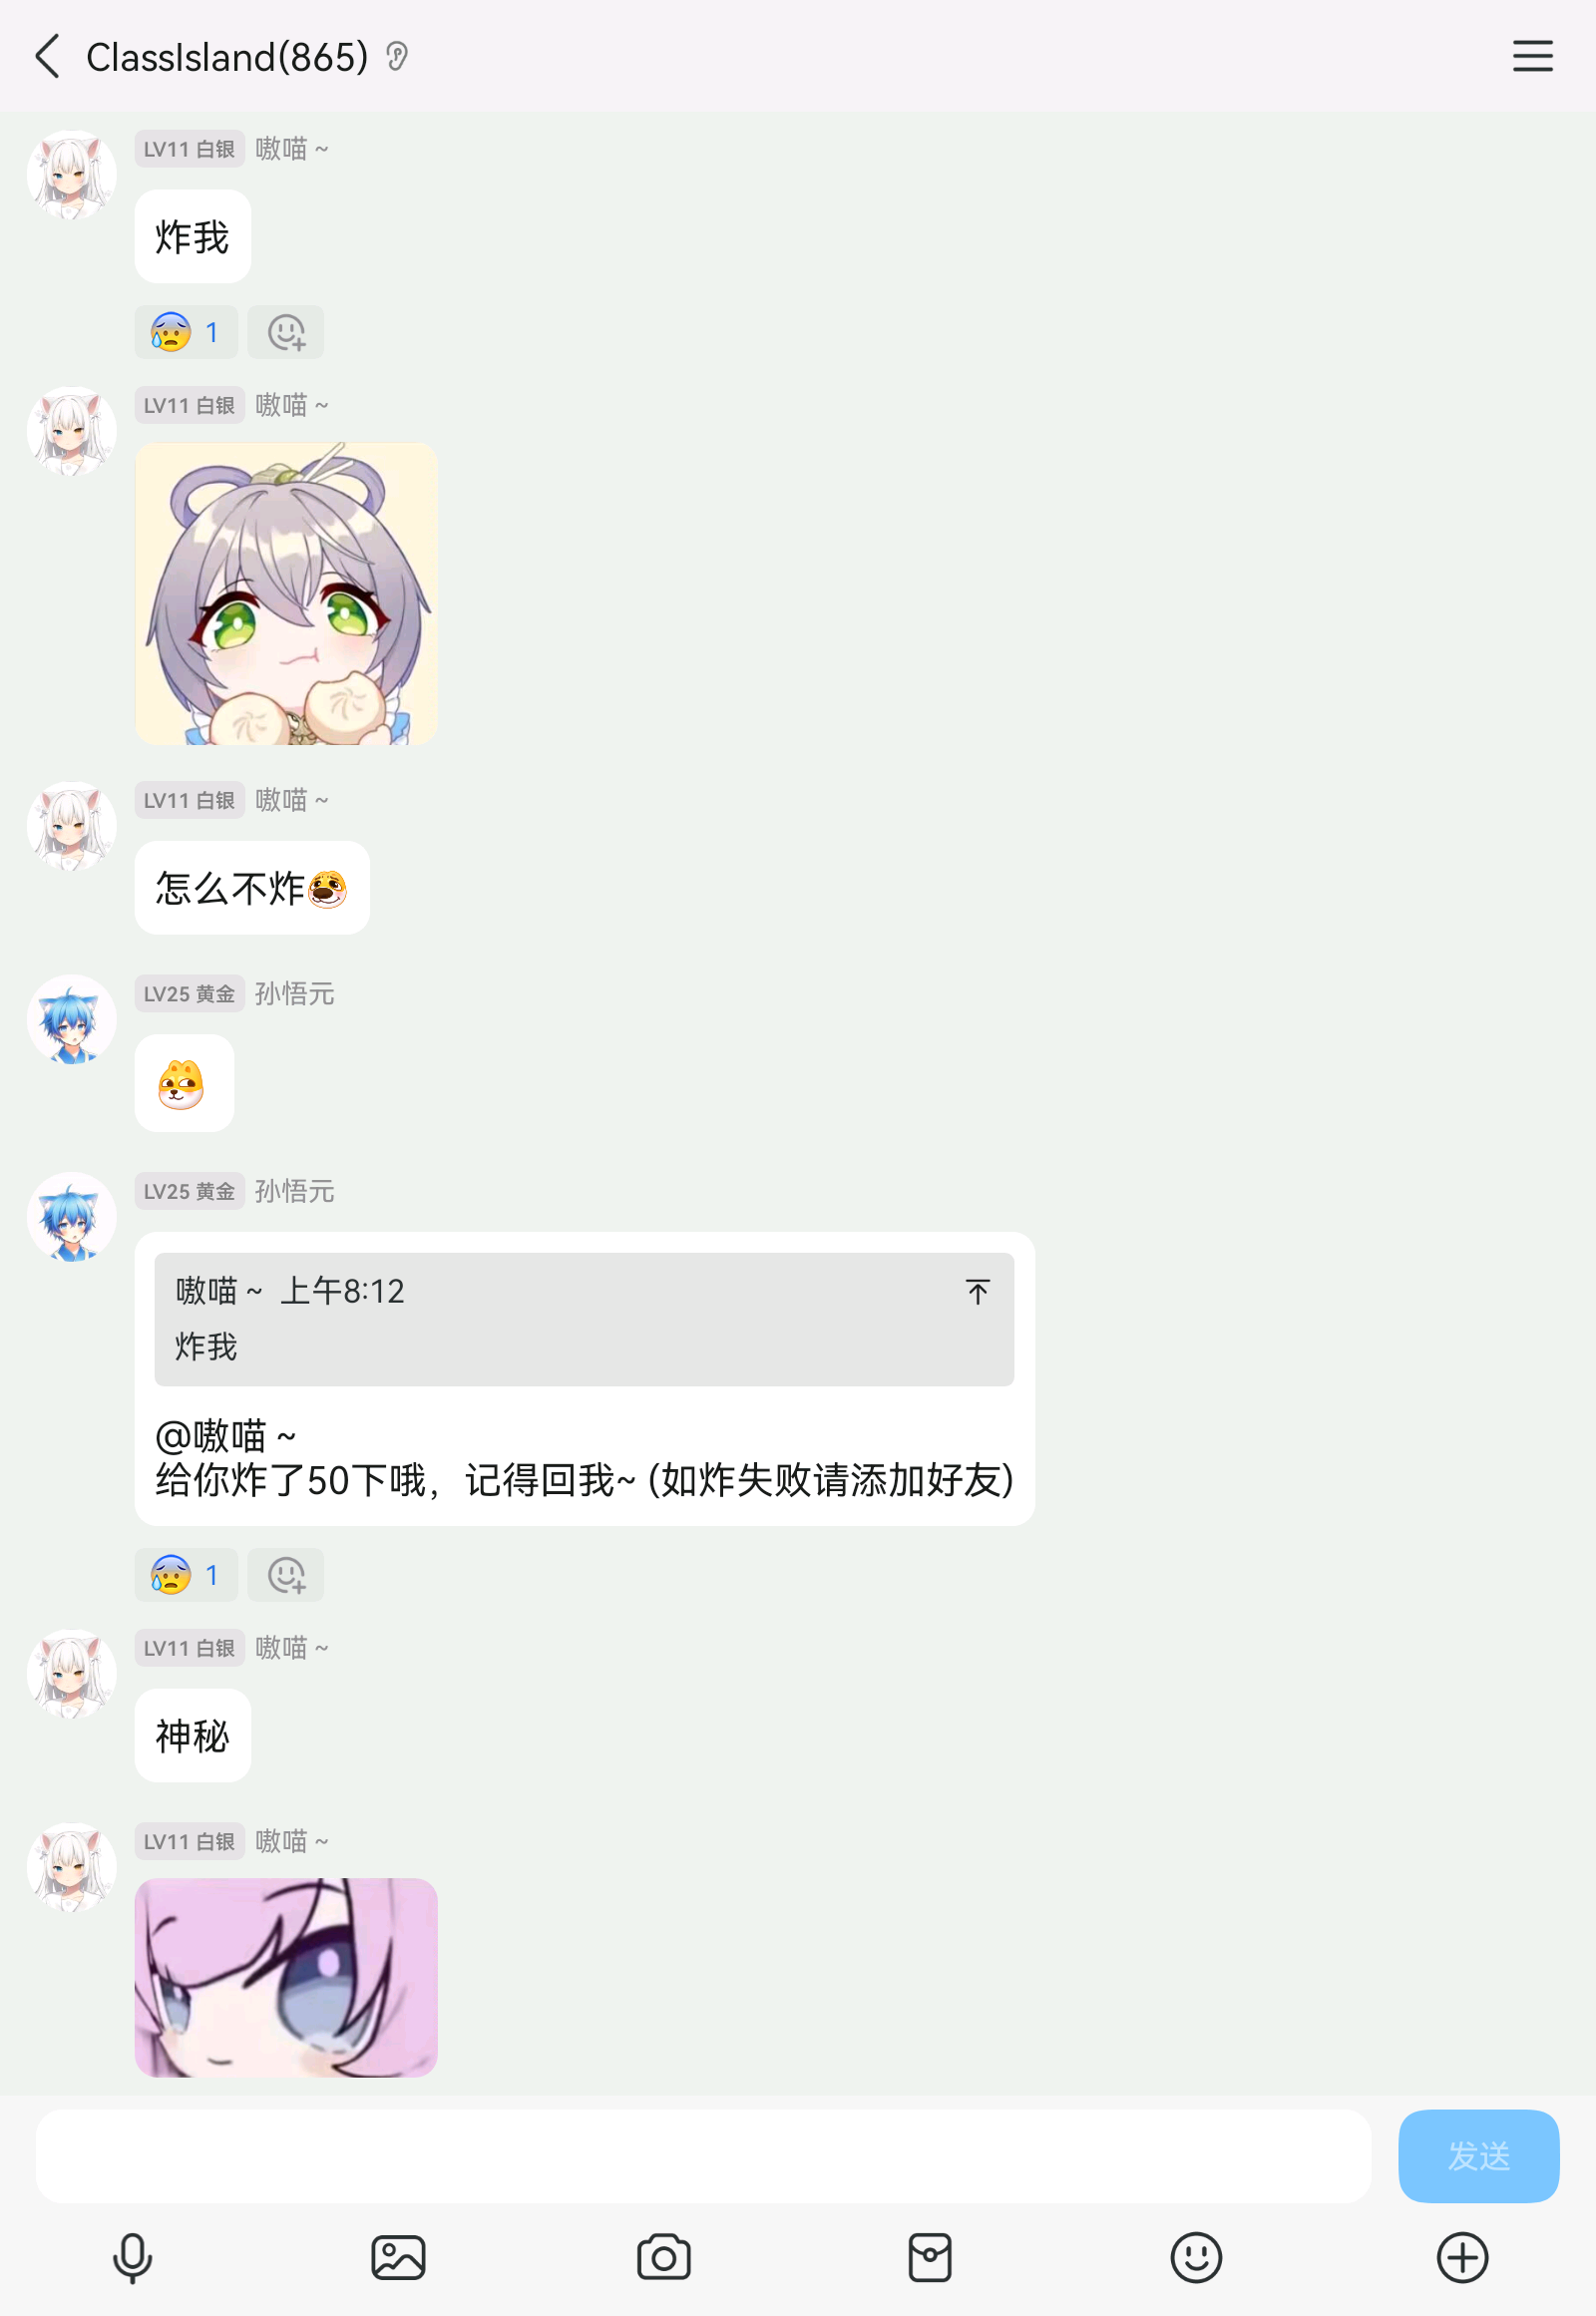 ClassIsland(865)
LV11 白银 嗷喵 ~
炸我
1
LV11 白银 嗷喵 ~
LV11 白银 嗷喵 ~
怎么不炸
LV25 黄金 孙悟元
LV25 黄金 孙悟元
嗷喵 ~ 上午8:12
炸我
@嗷喵 ~
给你炸了50下哦，记得回我~ (如炸失败请添加好友)
1
LV11 白银 嗷喵 ~
神秘
LV11 白银 嗷喵 ~
发送